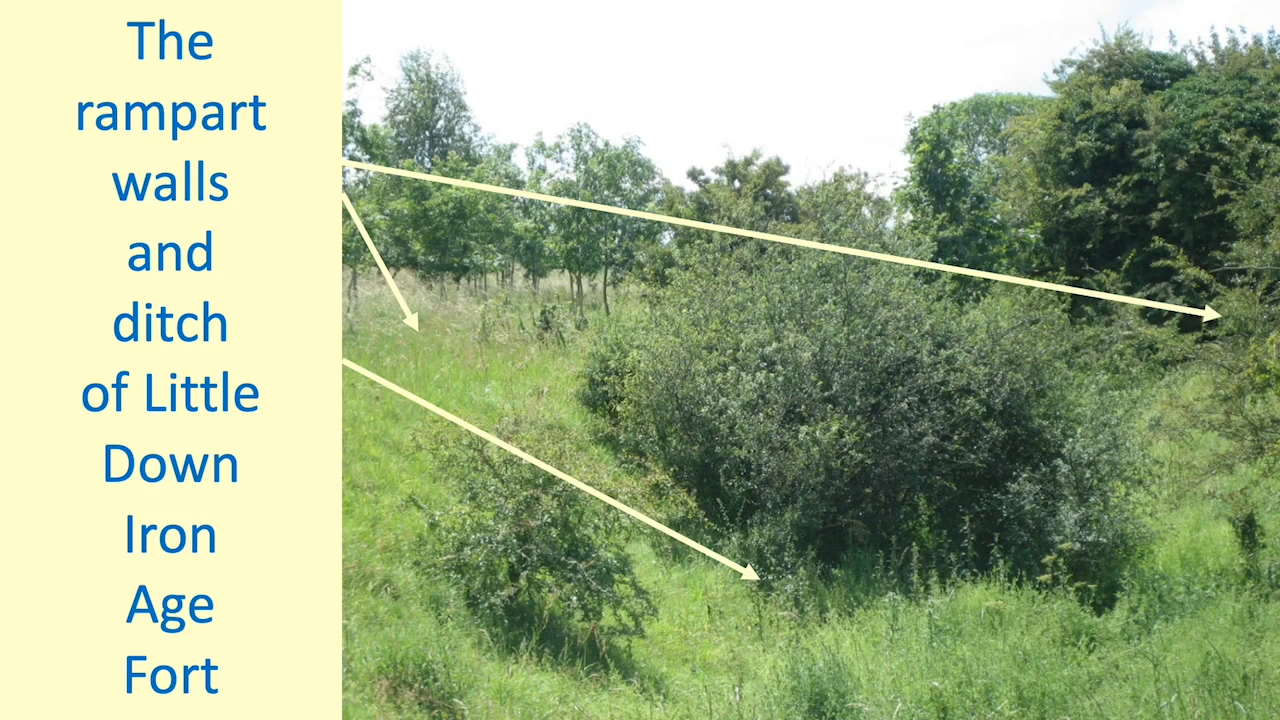 The
rampart
walls
and
ditch
of Little
Down
Iron
Age
Fort